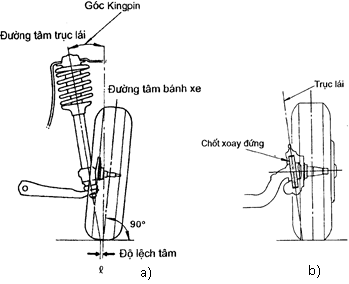 Góc Kingpin
Đường tâm trục lái
Đường tâm bánh xe
Trục lái
Chốt xoay đứng
90°
Độ lệch tâm
ℓ
a)
b)